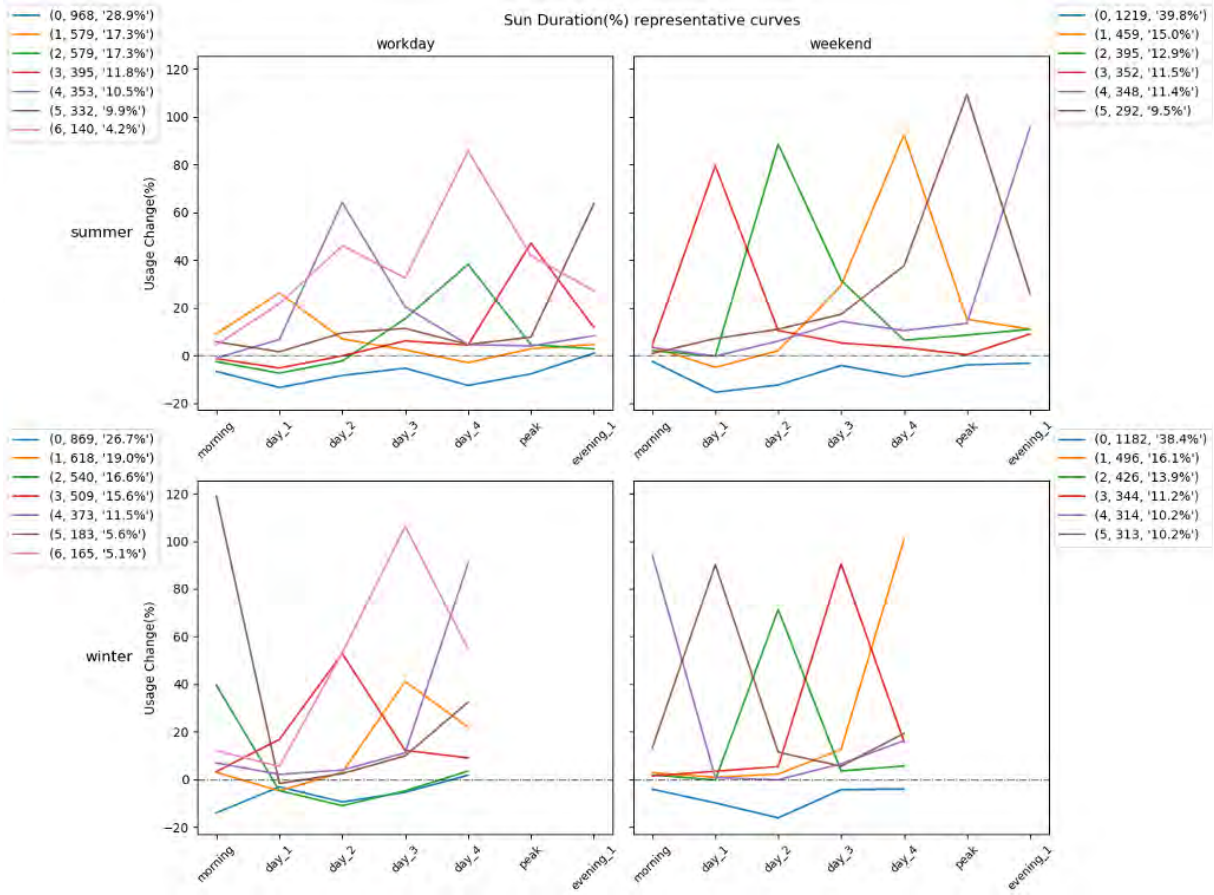 Sun Duration(%) representative curves
(0, 968, '28.9%')
(1, 579, '17.3%')
(2, 579, '17.3%')
(3, 395, '11.8%')
(4, 353, '10.5%')
(5, 332, '9.9%')
(6, 140, '4.2%')
workday
weekend
(0, 1219, '39.8%')
(1, 459, '15.0%')
(2, 395, '12.9%')
(3, 352, '11.5%')
(4, 348, '11.4%')
(5, 292, '9.5%')
summer
Usage Change(%)
120
100
80
60
40
20
0
−20
morning
day_1
day_2
day_3
day_4
peak
evening_1
morning
day_1
day_2
day_3
day_4
peak
evening_1
(0, 869, '26.7%')
(1, 618, '19.0%')
(2, 540, '16.6%')
(3, 509, '15.6%')
(4, 373, '11.5%')
(5, 183, '5.6%')
(6, 165, '5.1%')
(0, 1182, '38.4%')
(1, 496, '16.1%')
(2, 426, '13.9%')
(3, 344, '11.2%')
(4, 314, '10.2%')
(5, 313, '10.2%')
winter
Usage Change(%)
120
100
80
60
40
20
0
−20
morning
day_1
day_2
day_3
day_4
peak
evening_1
morning
day_1
day_2
day_3
day_4
peak
evening_1